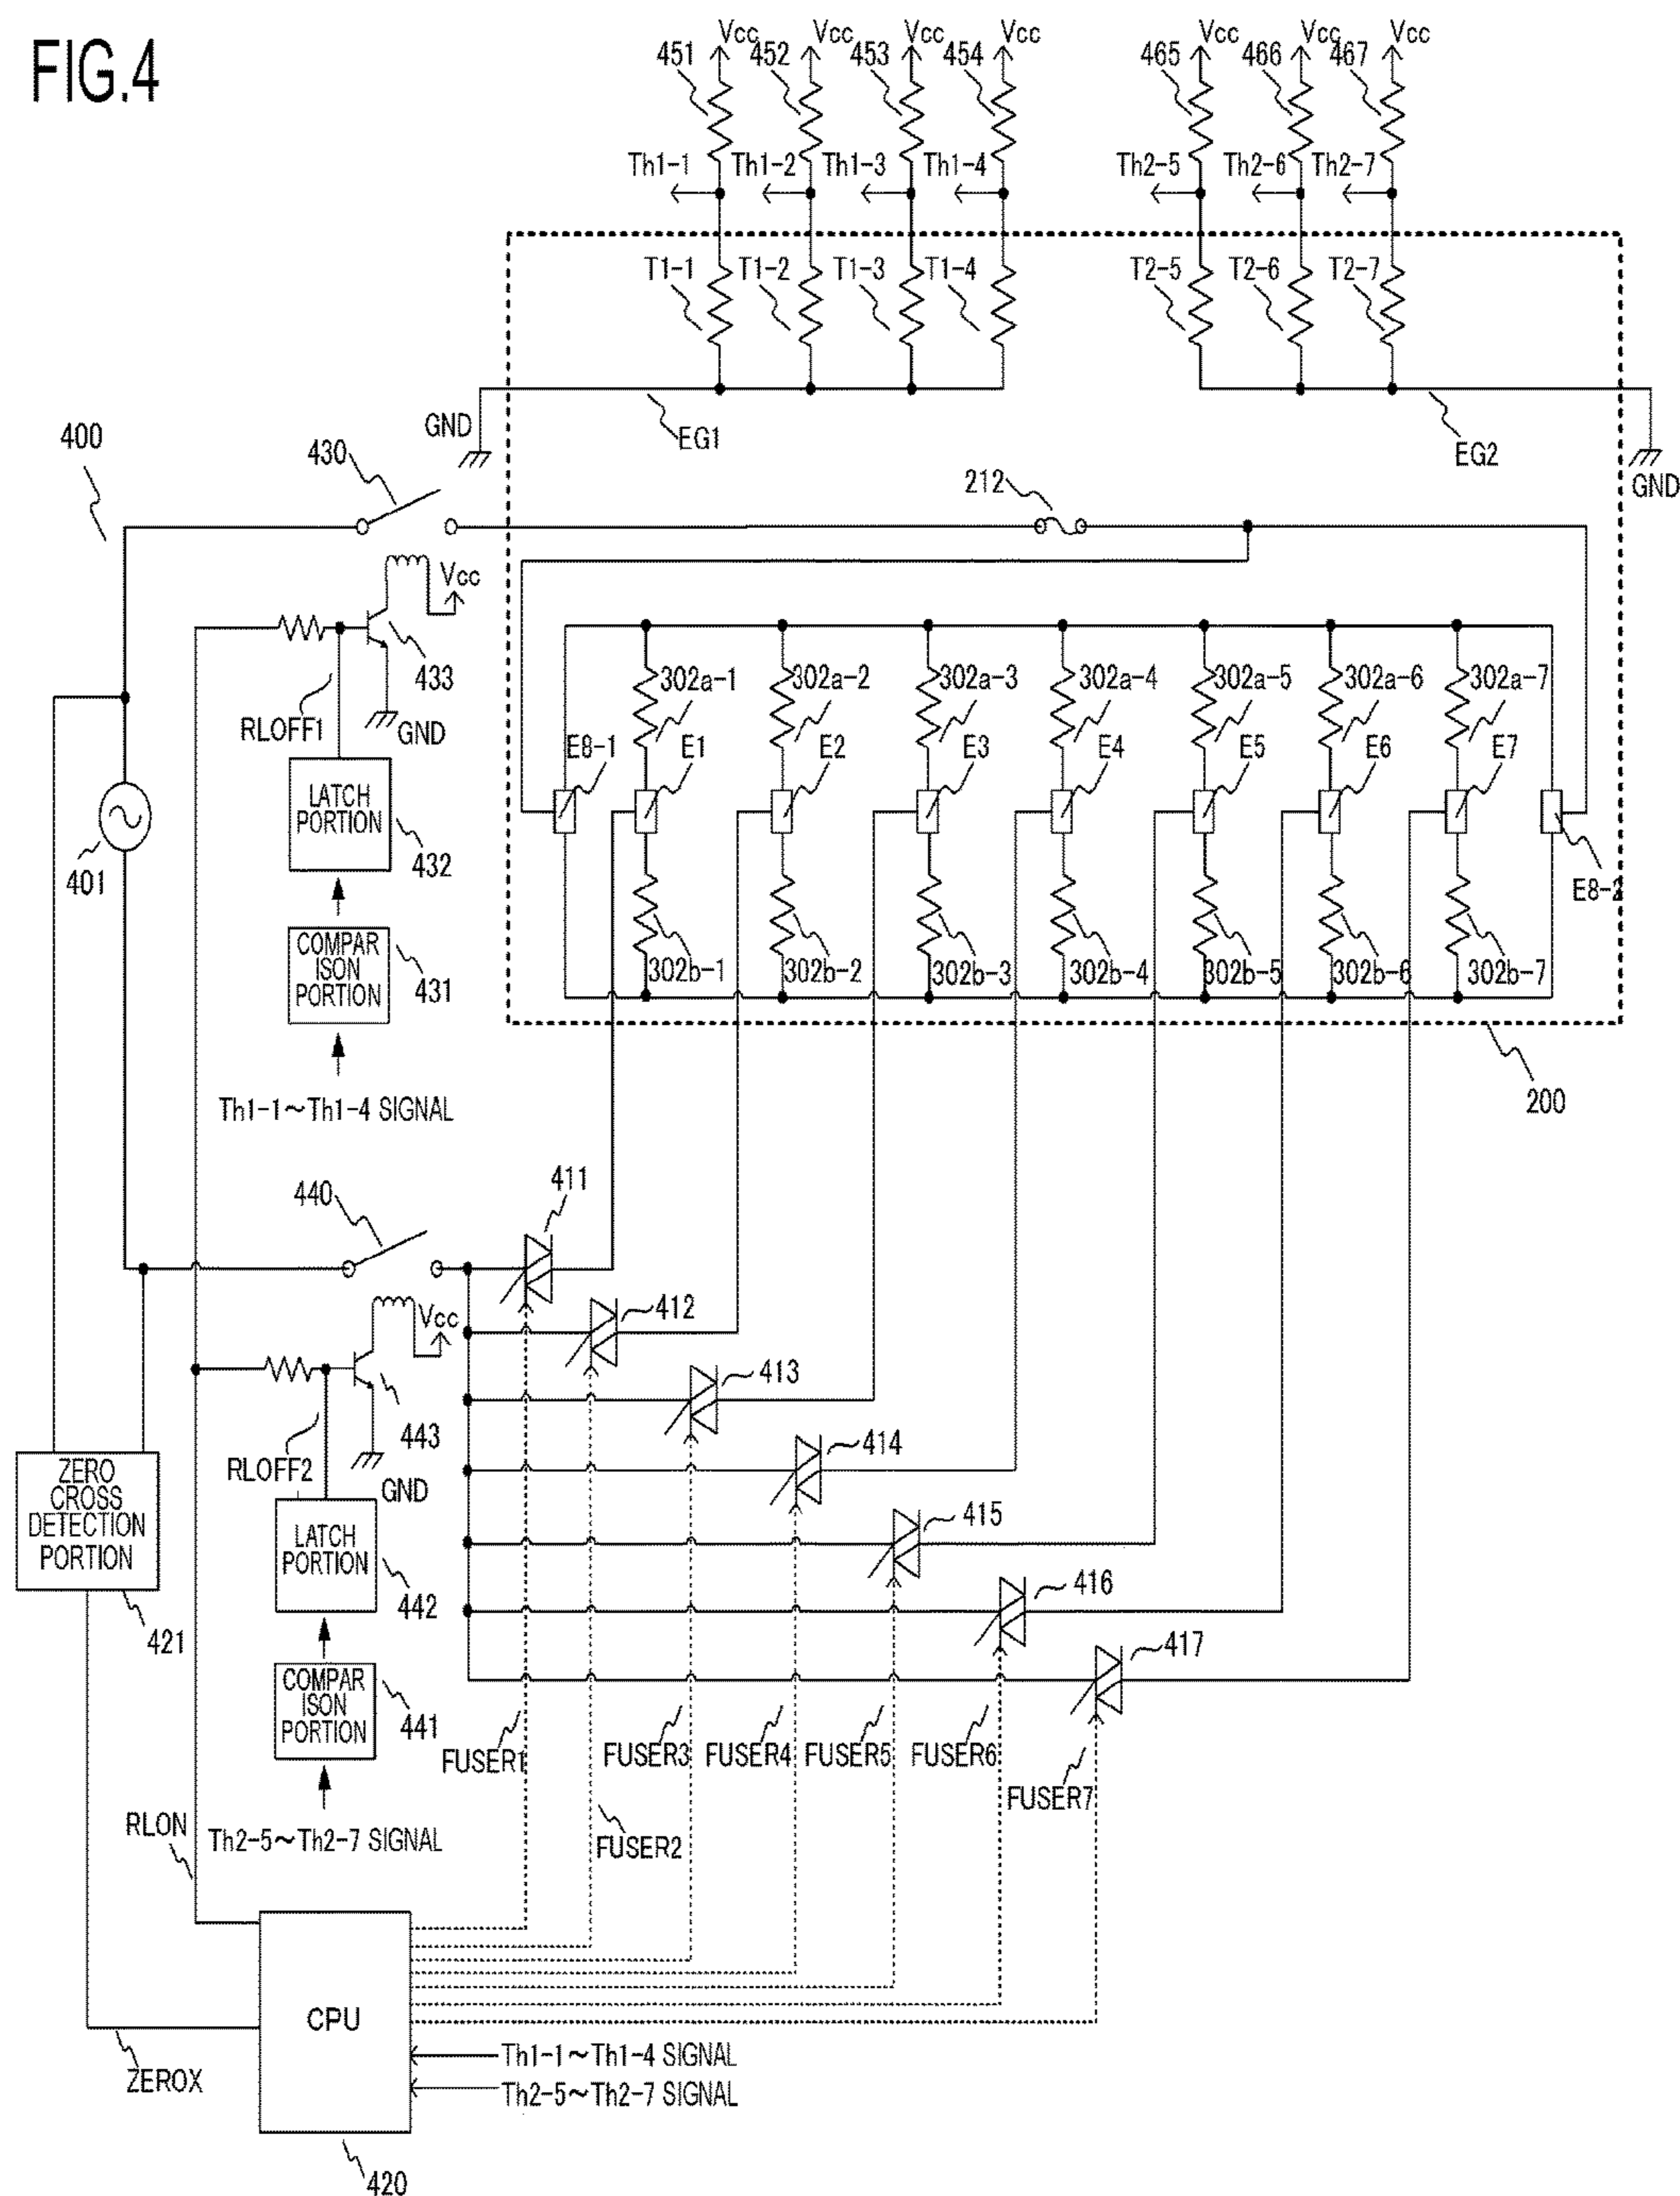 FIG.4
Vcc Vcc Vcc Vcc Vcc Vcc Vcc
451 452 453 454 465 466 467
Th1-1 Th1-2 Th1-3 Th1-4 Th2-5 Th2-6 Th2-7
T1-1 T1-2 T1-3 T1-4 T2-5 T2-6 T2-7
GND EG1 EG2 GND
400 430 212
Vcc
433
RLOFF1 GND
302a-1 302a-2 302a-3 302a-4 302a-5 302a-6 302a-7
E8-1 E1 E2 E3 E4 E5 E6 E7
LATCH
PORTION
432
401
E8-2
COMPAR
ISON
PORTION
431
302b-1 302b-2 302b-3 302b-4 302b-5 302b-6 302b-7
Th1-1~Th1-4 SIGNAL
200
440 411
Vcc
412
413
443
414
RLOFF2 GND
ZERO
CROSS
DETECTION
PORTION
421
LATCH
PORTION
442
415
416
417
COMPAR
ISON
PORTION
441
FUSER1 FUSER3 FUSER4 FUSER5 FUSER6
FUSER7
RLON
Th2-5~Th2-7 SIGNAL
FUSER2
CPU
Th1-1~Th1-4 SIGNAL
ZEROX
Th2-5~Th2-7 SIGNAL
420